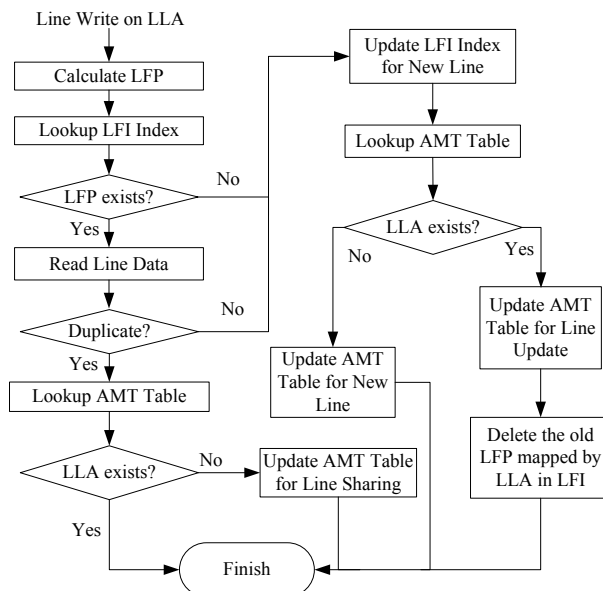 Line Write on LLA
Calculate LFP
Lookup LFI Index
LFP exists?
No
Yes
Read Line Data
Duplicate?
No
Yes
Lookup AMT Table
LLA exists?
No
Yes
Update AMT Table
for Line Sharing
Finish
Update LFI Index
for New Line
Lookup AMT Table
LLA exists?
No
Yes
Update AMT
Table for New
Line
Update AMT
Table for Line
Update
Delete the old
LFP mapped by
LLA in LFI